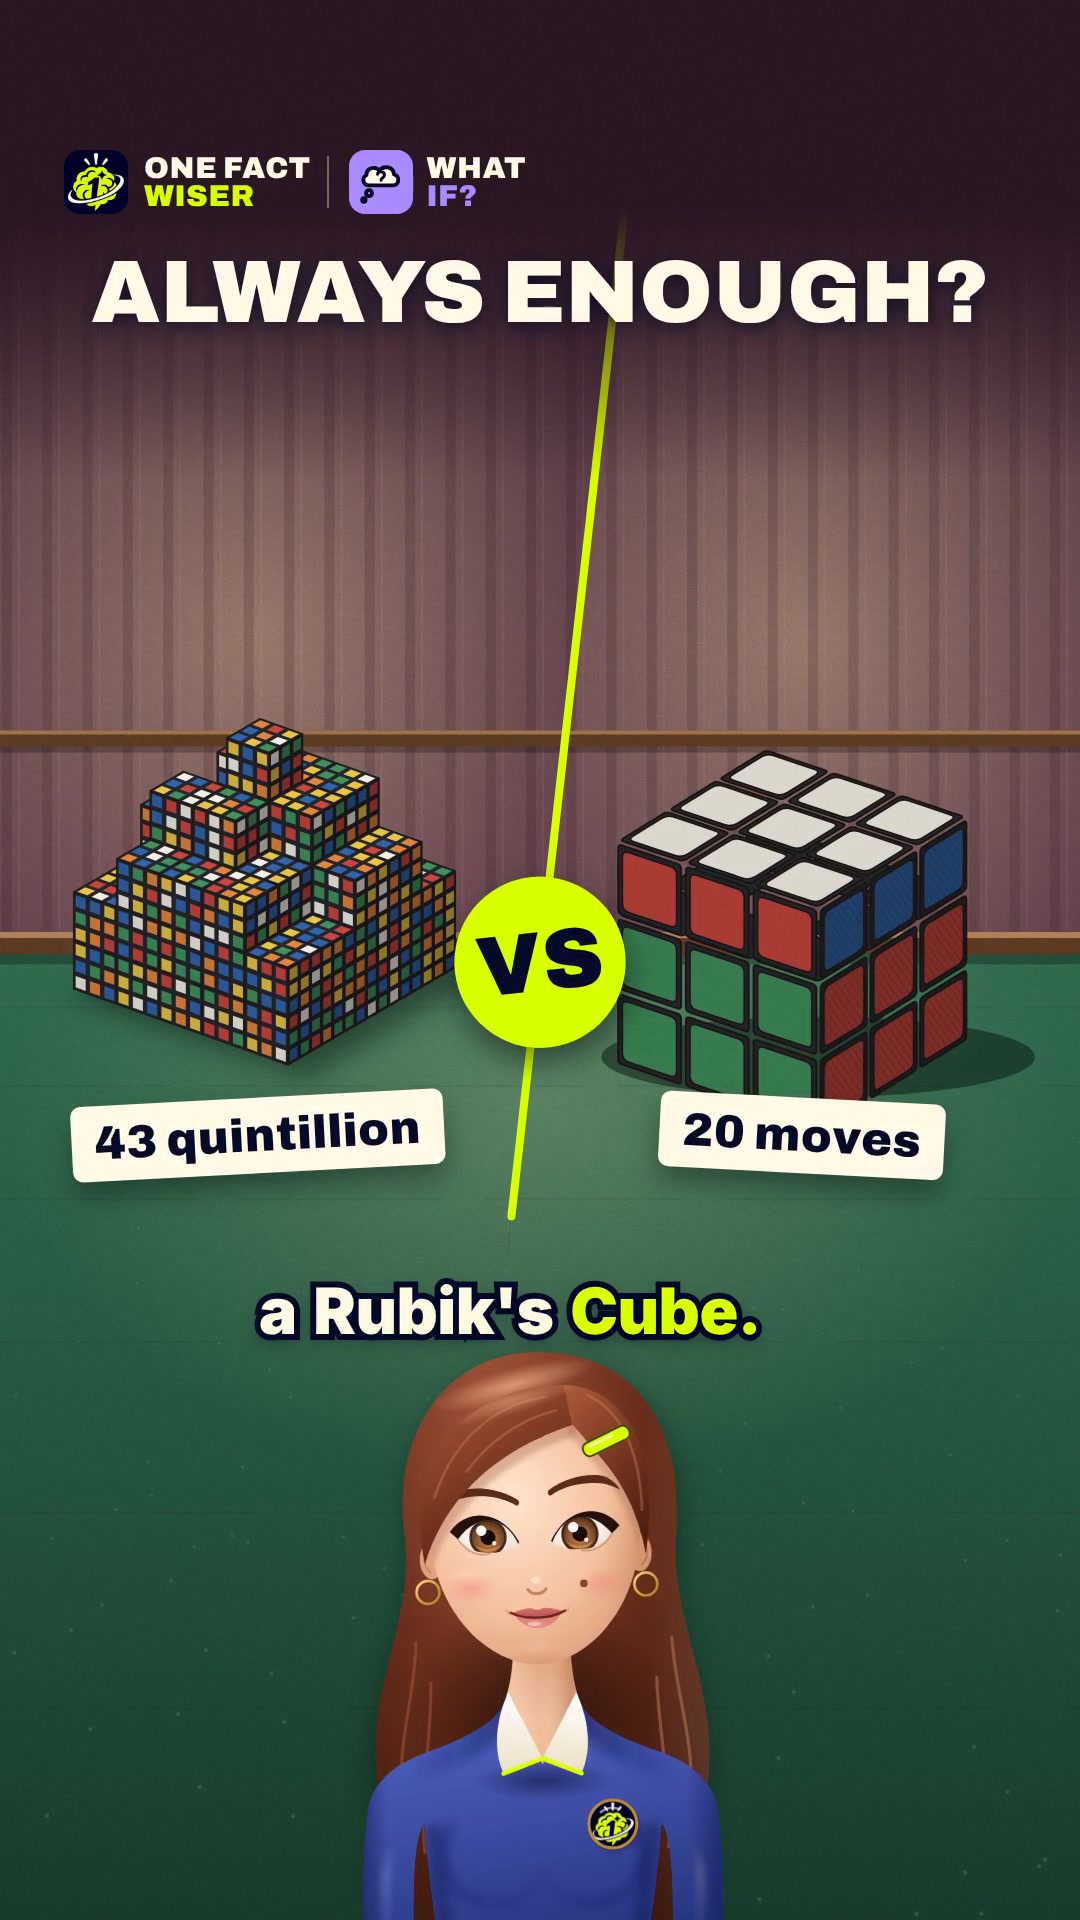 ONE FACT
WISER
WHAT
IF?
ALWAYS ENOUGH?
VS
43 quintillion
20 moves
a Rubik's Cube.